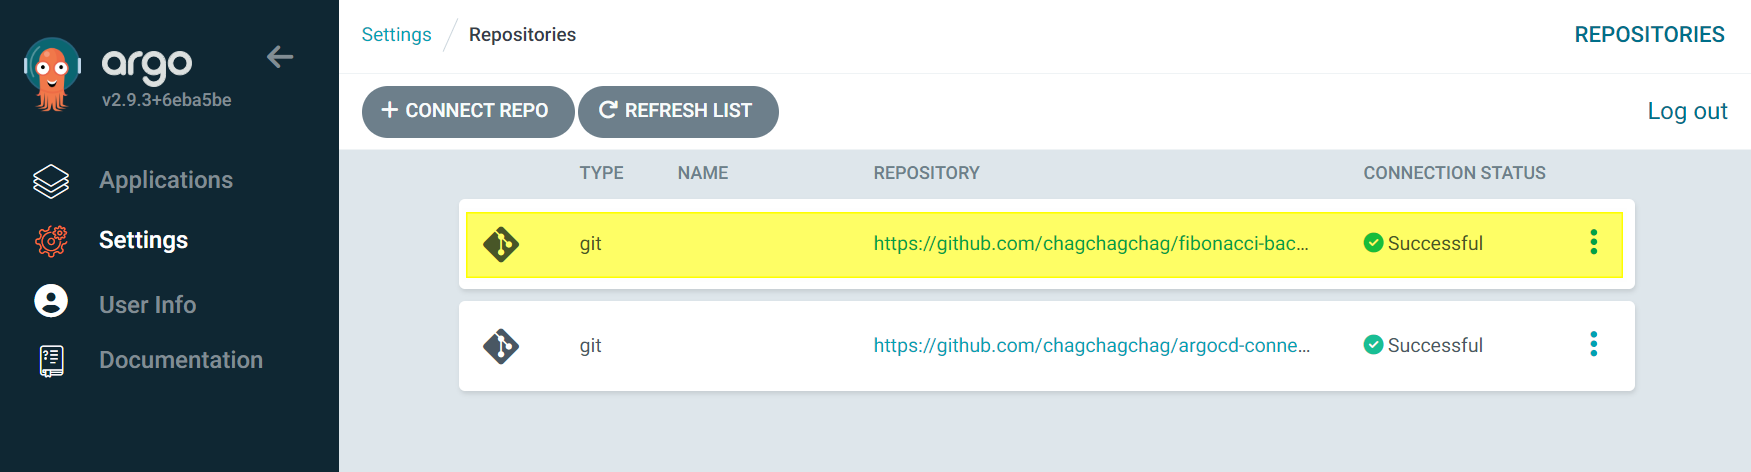 argo
v2.9.3+6eba5be
Applications
Settings
User Info
Documentation
Settings / Repositories
REPOSITORIES
+ CONNECT REPO
REFRESH LIST
Log out
TYPE NAME REPOSITORY CONNECTION STATUS
git https://github.com/chagchagchag/fibonacci-bac... Successful
git https://github.com/chagchagchag/argocd-conne... Successful